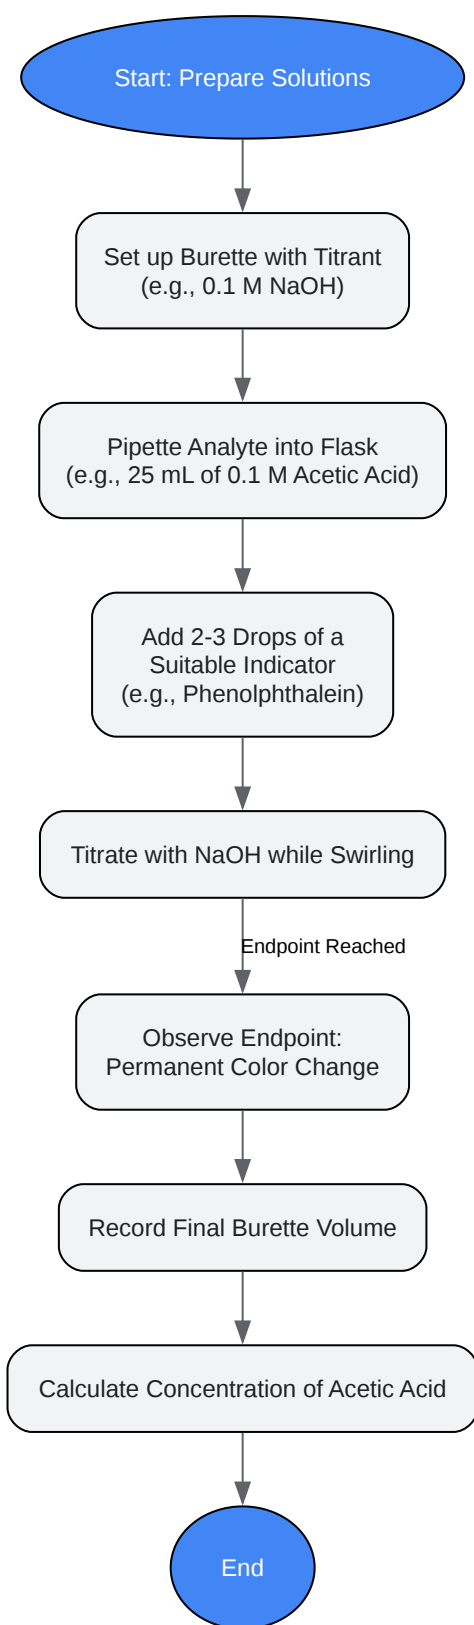 Start: Prepare Solutions
Set up Burette with Titrant
(e.g., 0.1 M NaOH)
Pipette Analyte into Flask
(e.g., 25 mL of 0.1 M Acetic Acid)
Add 2-3 Drops of a
Suitable Indicator
(e.g., Phenolphthalein)
Titrate with NaOH while Swirling
Endpoint Reached
Observe Endpoint:
Permanent Color Change
Record Final Burette Volume
Calculate Concentration of Acetic Acid
End